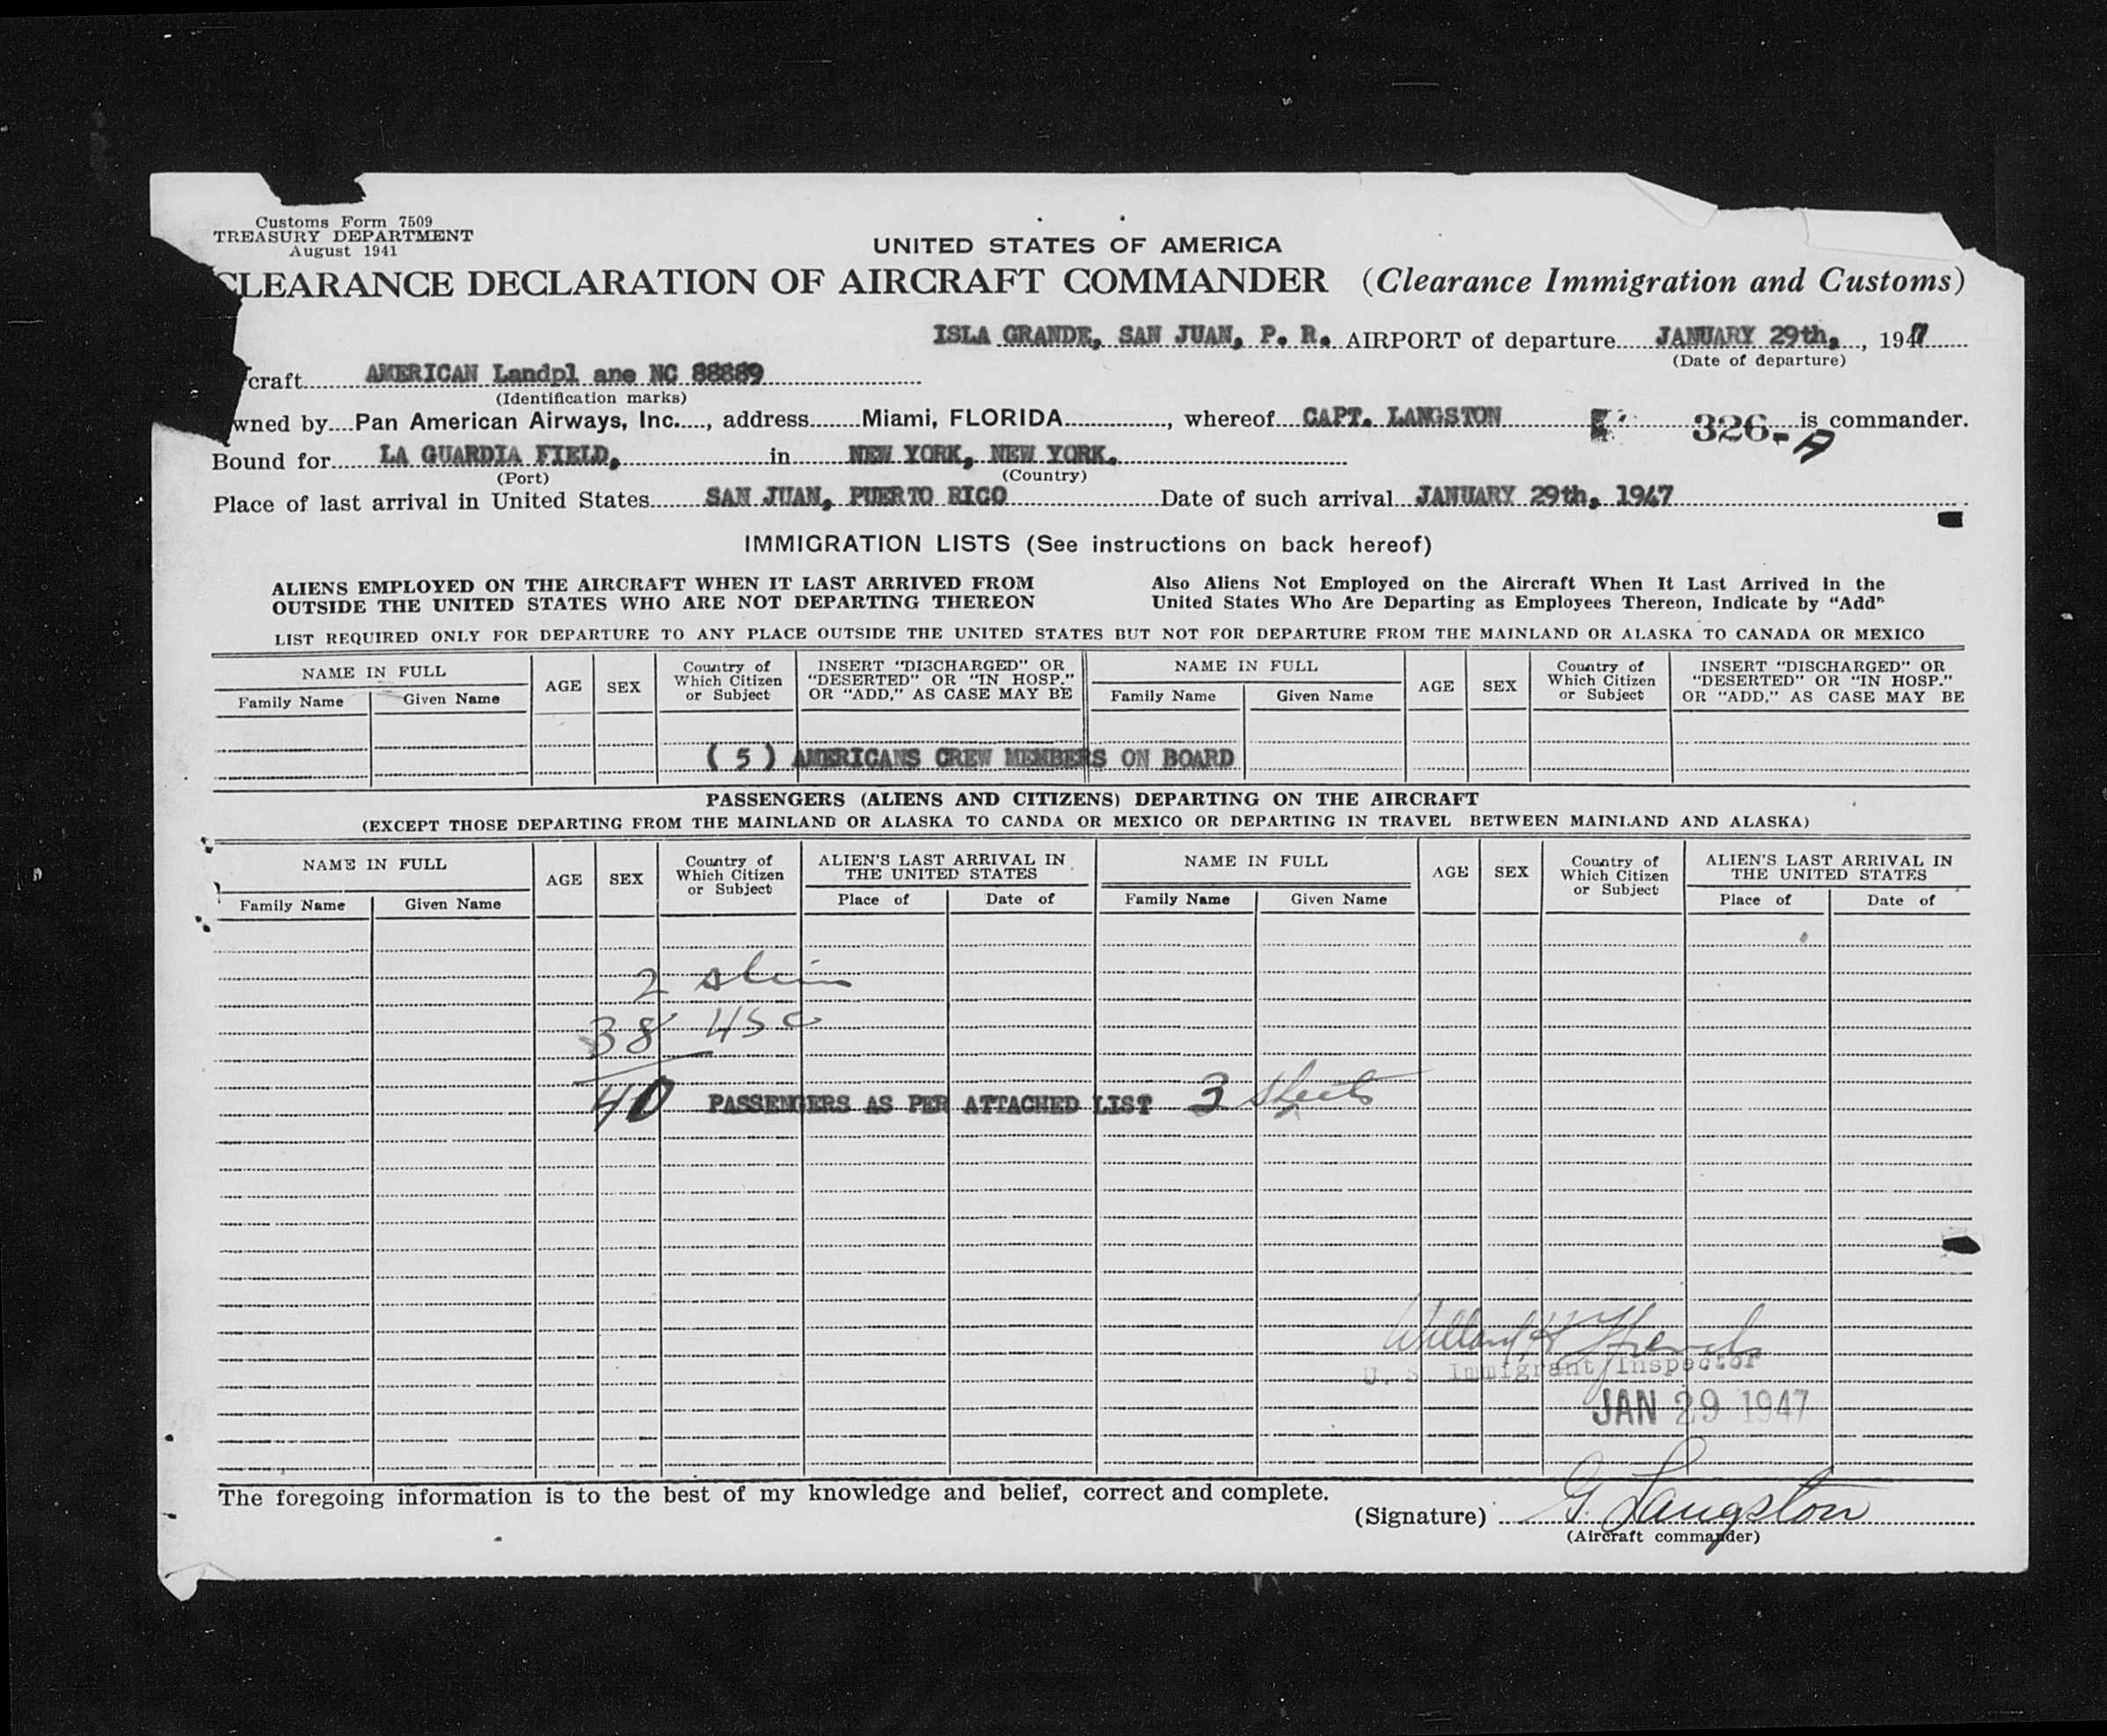 Customs Form 7509
TREASURY DEPARTMENT
August 1941
UNITED STATES OF AMERICA
CLEARANCE DECLARATION OF AIRCRAFT COMMANDER (Clearance Immigration and Customs)
ISLA GRANDE, SAN JUAN, P. R. AIRPORT of departure JANUARY 29th, , 1947
(Date of departure)
craft AMERICAN Landpl ane NC 88889
(Identification marks)
wned by Pan American Airways, Inc. , address Miami, FLORIDA , whereof CAPT. LANGSTON 326-A is commander.
Bound for LA GUARDIA FIELD, in NEW YORK, NEW YORK.
(Port) (Country)
Place of last arrival in United States SAN JUAN, PUERTO RICO Date of such arrival JANUARY 29th, 1947
IMMIGRATION LISTS (See instructions on back hereof)
ALIENS EMPLOYED ON THE AIRCRAFT WHEN IT LAST ARRIVED FROM
OUTSIDE THE UNITED STATES WHO ARE NOT DEPARTING THEREON
Also Aliens Not Employed on the Aircraft When It Last Arrived in the
United States Who Are Departing as Employees Thereon, Indicate by "Add"
LIST REQUIRED ONLY FOR DEPARTURE TO ANY PLACE OUTSIDE THE UNITED STATES BUT NOT FOR DEPARTURE FROM THE MAINLAND OR ALASKA TO CANADA OR MEXICO
NAME IN FULL
Family Name Given Name
AGE
SEX
Country of
Which Citizen
or Subject
INSERT "DISCHARGED" OR
"DESERTED" OR "IN HOSP."
OR "ADD," AS CASE MAY BE
NAME IN FULL
Family Name Given Name
AGE
SEX
Country of
Which Citizen
or Subject
INSERT "DISCHARGED" OR
"DESERTED" OR "IN HOSP."
OR "ADD," AS CASE MAY BE
( 5 ) AMERICANS CREW MEMBERS ON BOARD
PASSENGERS (ALIENS AND CITIZENS) DEPARTING ON THE AIRCRAFT
(EXCEPT THOSE DEPARTING FROM THE MAINLAND OR ALASKA TO CANDA OR MEXICO OR DEPARTING IN TRAVEL BETWEEN MAINLAND AND ALASKA)
NAME IN FULL
Family Name Given Name
AGE
SEX
Country of
Which Citizen
or Subject
ALIEN'S LAST ARRIVAL IN
THE UNITED STATES
Place of Date of
NAME IN FULL
Family Name Given Name
AGE
SEX
Country of
Which Citizen
or Subject
ALIEN'S LAST ARRIVAL IN
THE UNITED STATES
Place of Date of
2
38 USC
40 PASSENGERS AS PER ATTACHED LIST 3 sheets
U. S. Immigrant Inspector
JAN 29 1947
The foregoing information is to the best of my knowledge and belief, correct and complete.
(Signature) G. Langston
(Aircraft commander)